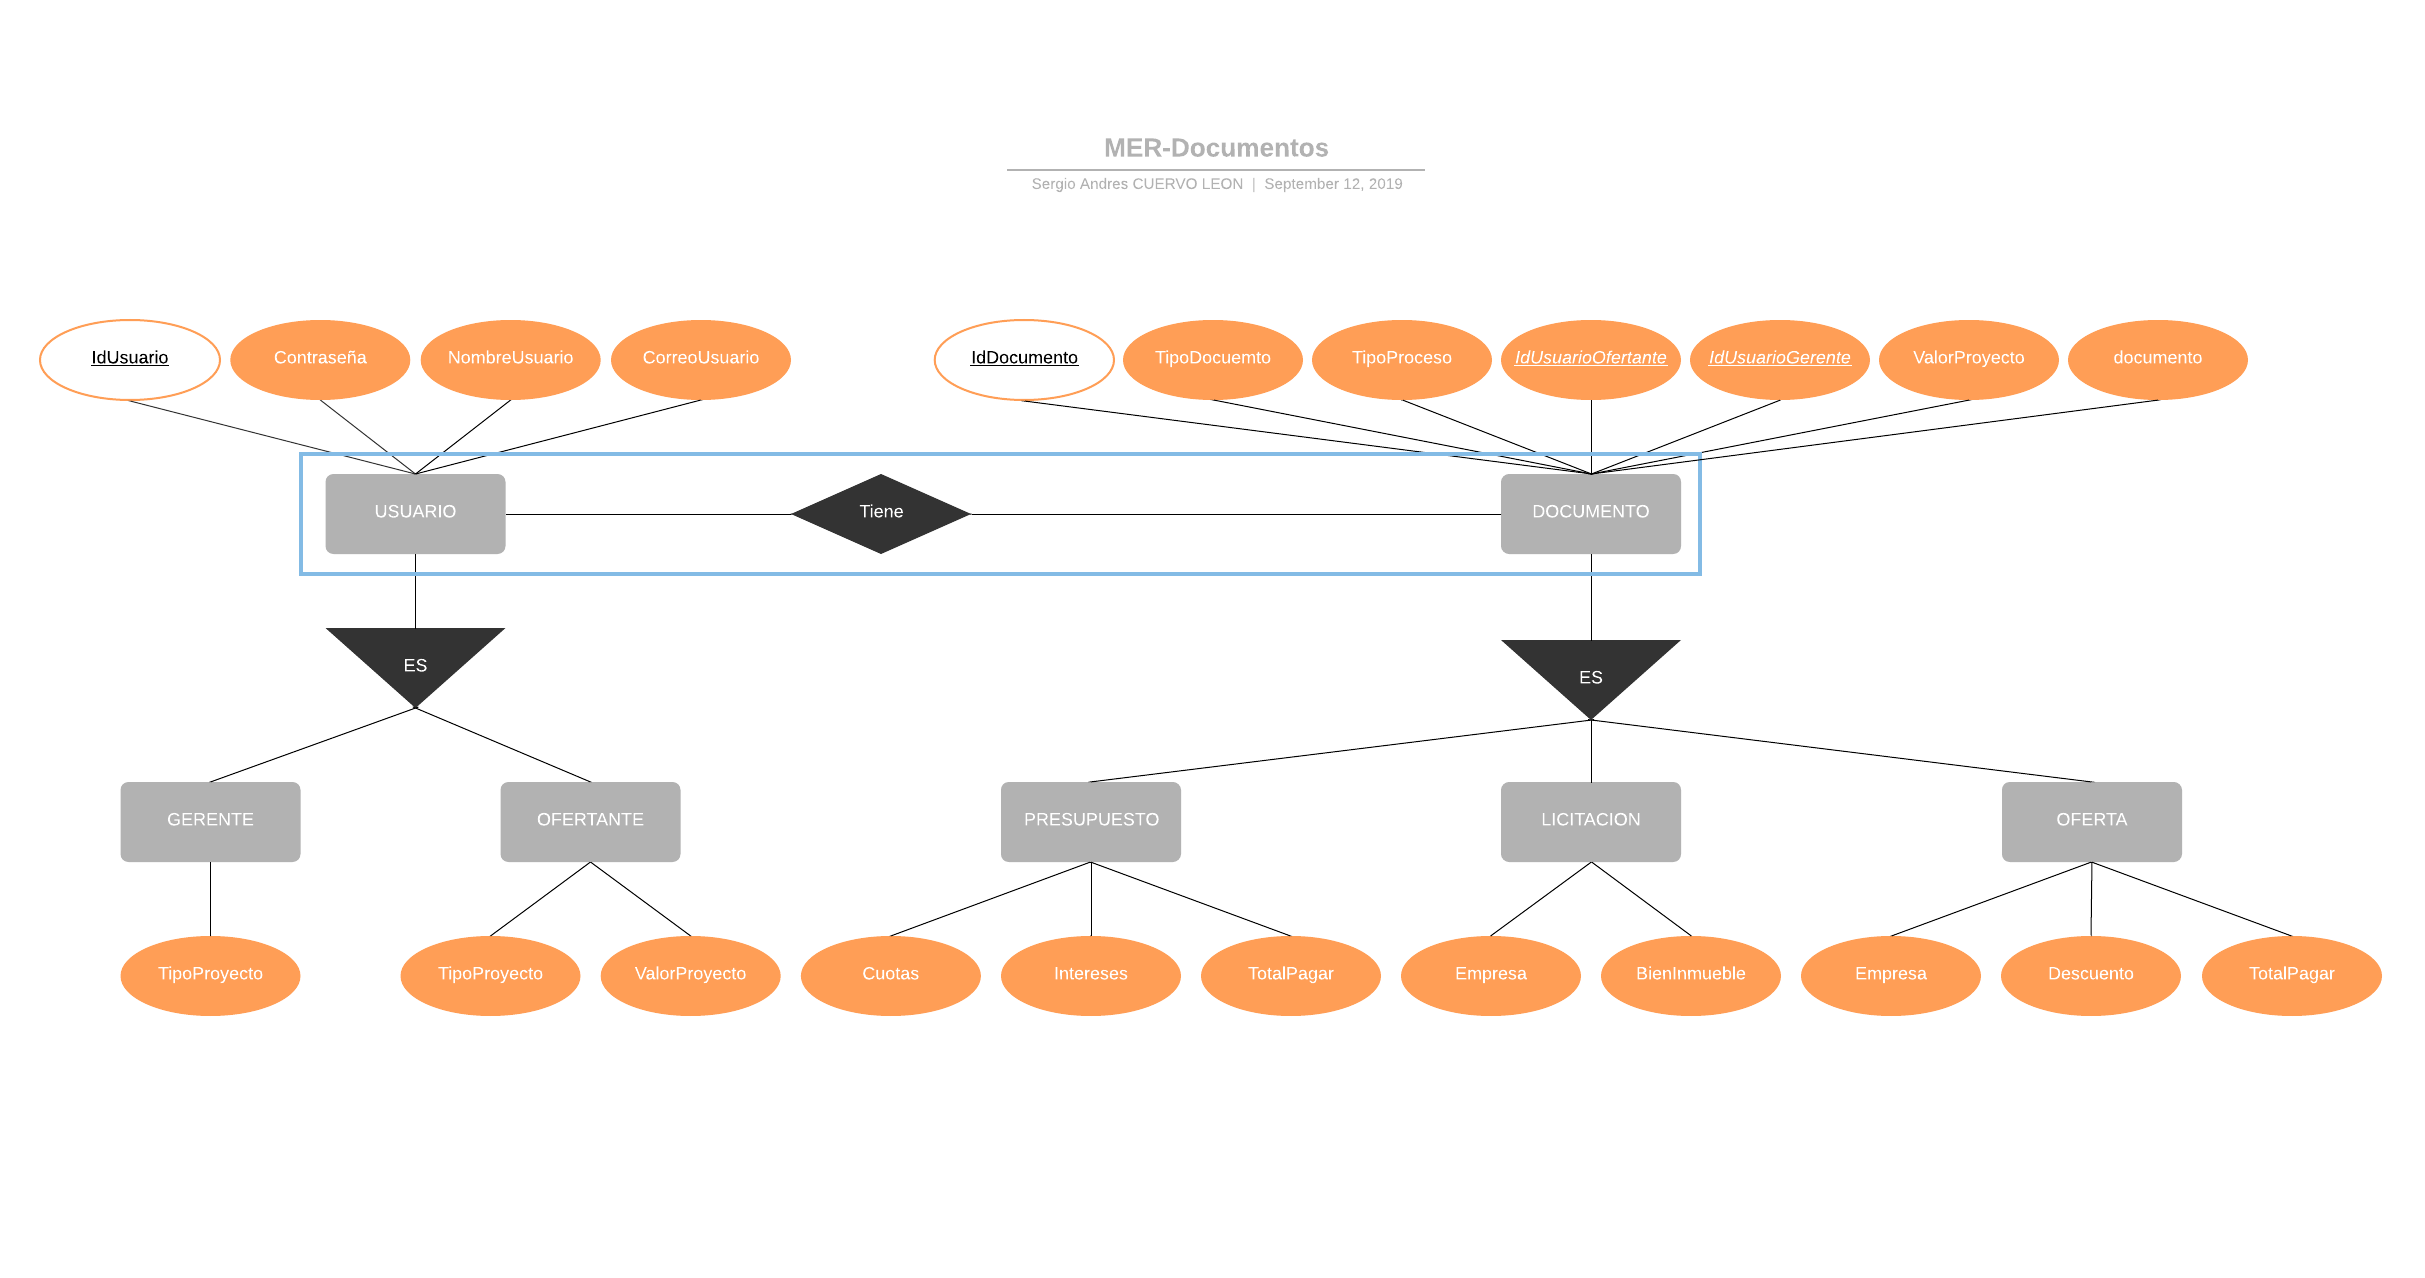 MER-Documentos
Sergio Andres CUERVO LEON | September 12, 2019
IdUsuario
Contraseña
NombreUsuario
CorreoUsuario
IdDocumento
TipoDocuemto
TipoProceso
IdUsuarioOfertante
IdUsuarioGerente
ValorProyecto
documento
USUARIO
Tiene
DOCUMENTO
ES
ES
GERENTE
OFERTANTE
PRESUPUESTO
LICITACION
OFERTA
TipoProyecto
TipoProyecto
ValorProyecto
Cuotas
Intereses
TotalPagar
Empresa
BienInmueble
Empresa
Descuento
TotalPagar